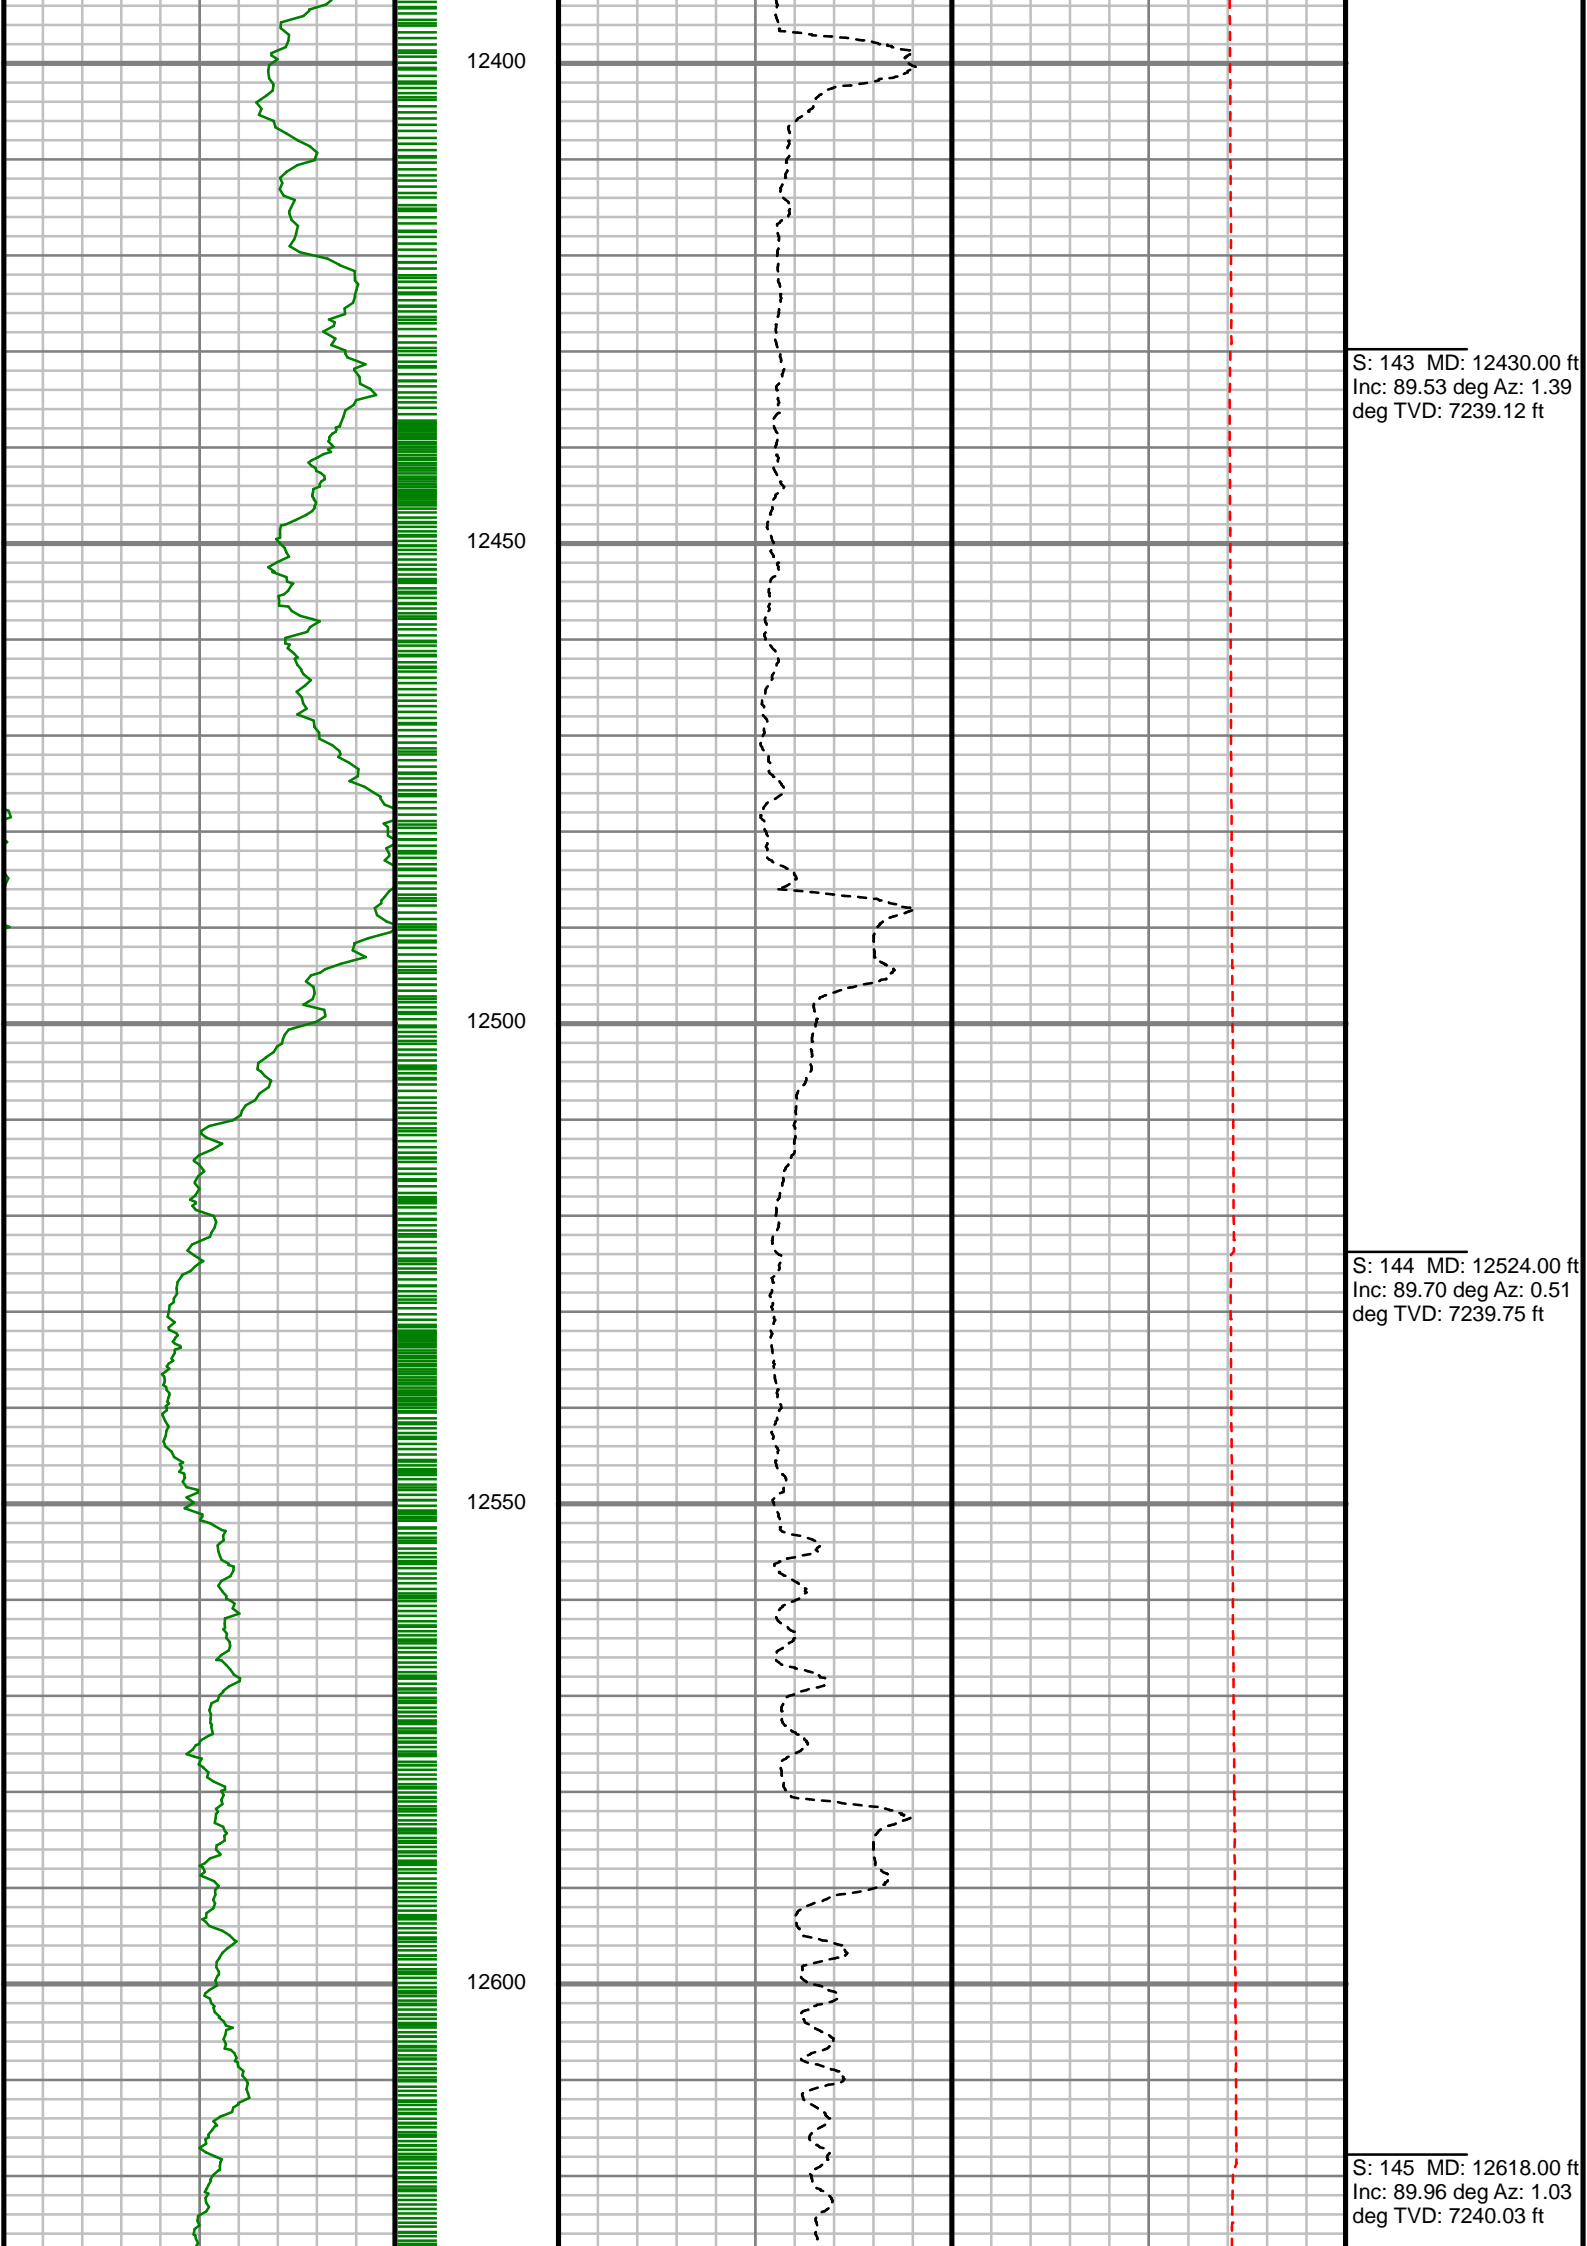 12400
S: 143 MD: 12430.00 ft
Inc: 89.53 deg Az: 1.39
deg TVD: 7239.12 ft
12450
12500
S: 144 MD: 12524.00 ft
Inc: 89.70 deg Az: 0.51
deg TVD: 7239.75 ft
12550
12600
S: 145 MD: 12618.00 ft
Inc: 89.96 deg Az: 1.03
deg TVD: 7240.03 ft